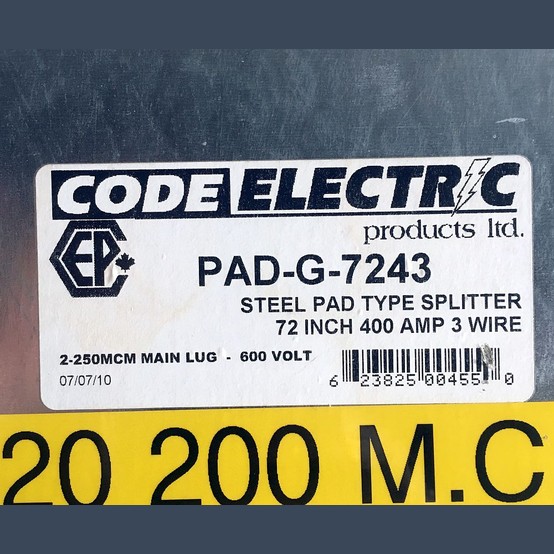 CODE ELECTRIC
products ltd.
CEP
PAD-G-7243
STEEL PAD TYPE SPLITTER
72 INCH 400 AMP 3 WIRE
2-250MCM MAIN LUG - 600 VOLT
07/07/10
6 23825 00455 0
20 200 M.C